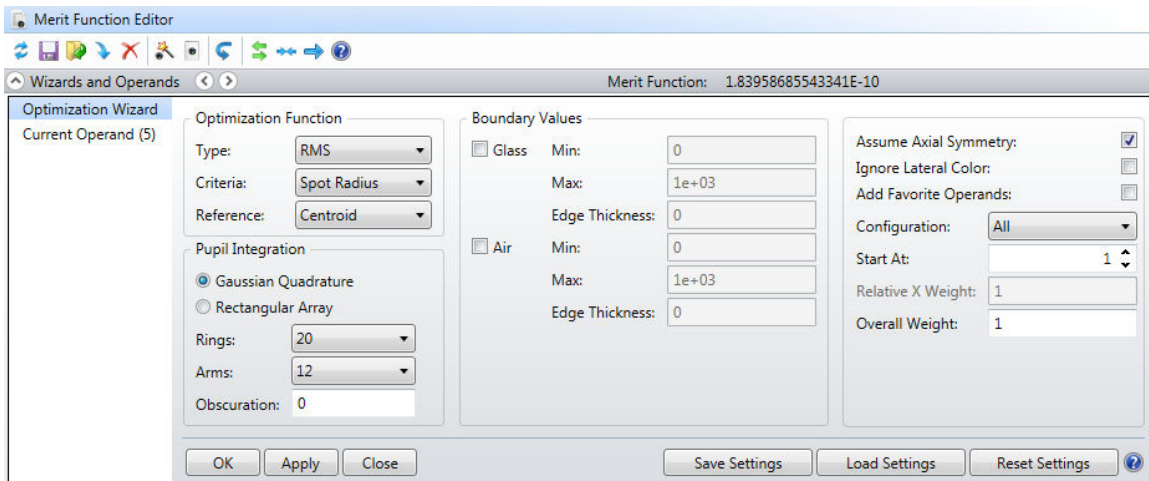 Merit Function Editor
Wizards and Operands Merit Function: 1.83958685543341E-10
Optimization Wizard
Current Operand (5)
Optimization Function
Type: RMS
Criteria: Spot Radius
Reference: Centroid
Pupil Integration
Gaussian Quadrature
Rectangular Array
Rings: 20
Arms: 12
Obscuration: 0
Boundary Values
Glass Min: 0
Max: 1e+03
Edge Thickness: 0
Air Min: 0
Max: 1e+03
Edge Thickness: 0
Assume Axial Symmetry:
Ignore Lateral Color:
Add Favorite Operands:
Configuration: All
Start At: 1
Relative X Weight: 1
Overall Weight: 1
OK Apply Close Save Settings Load Settings Reset Settings